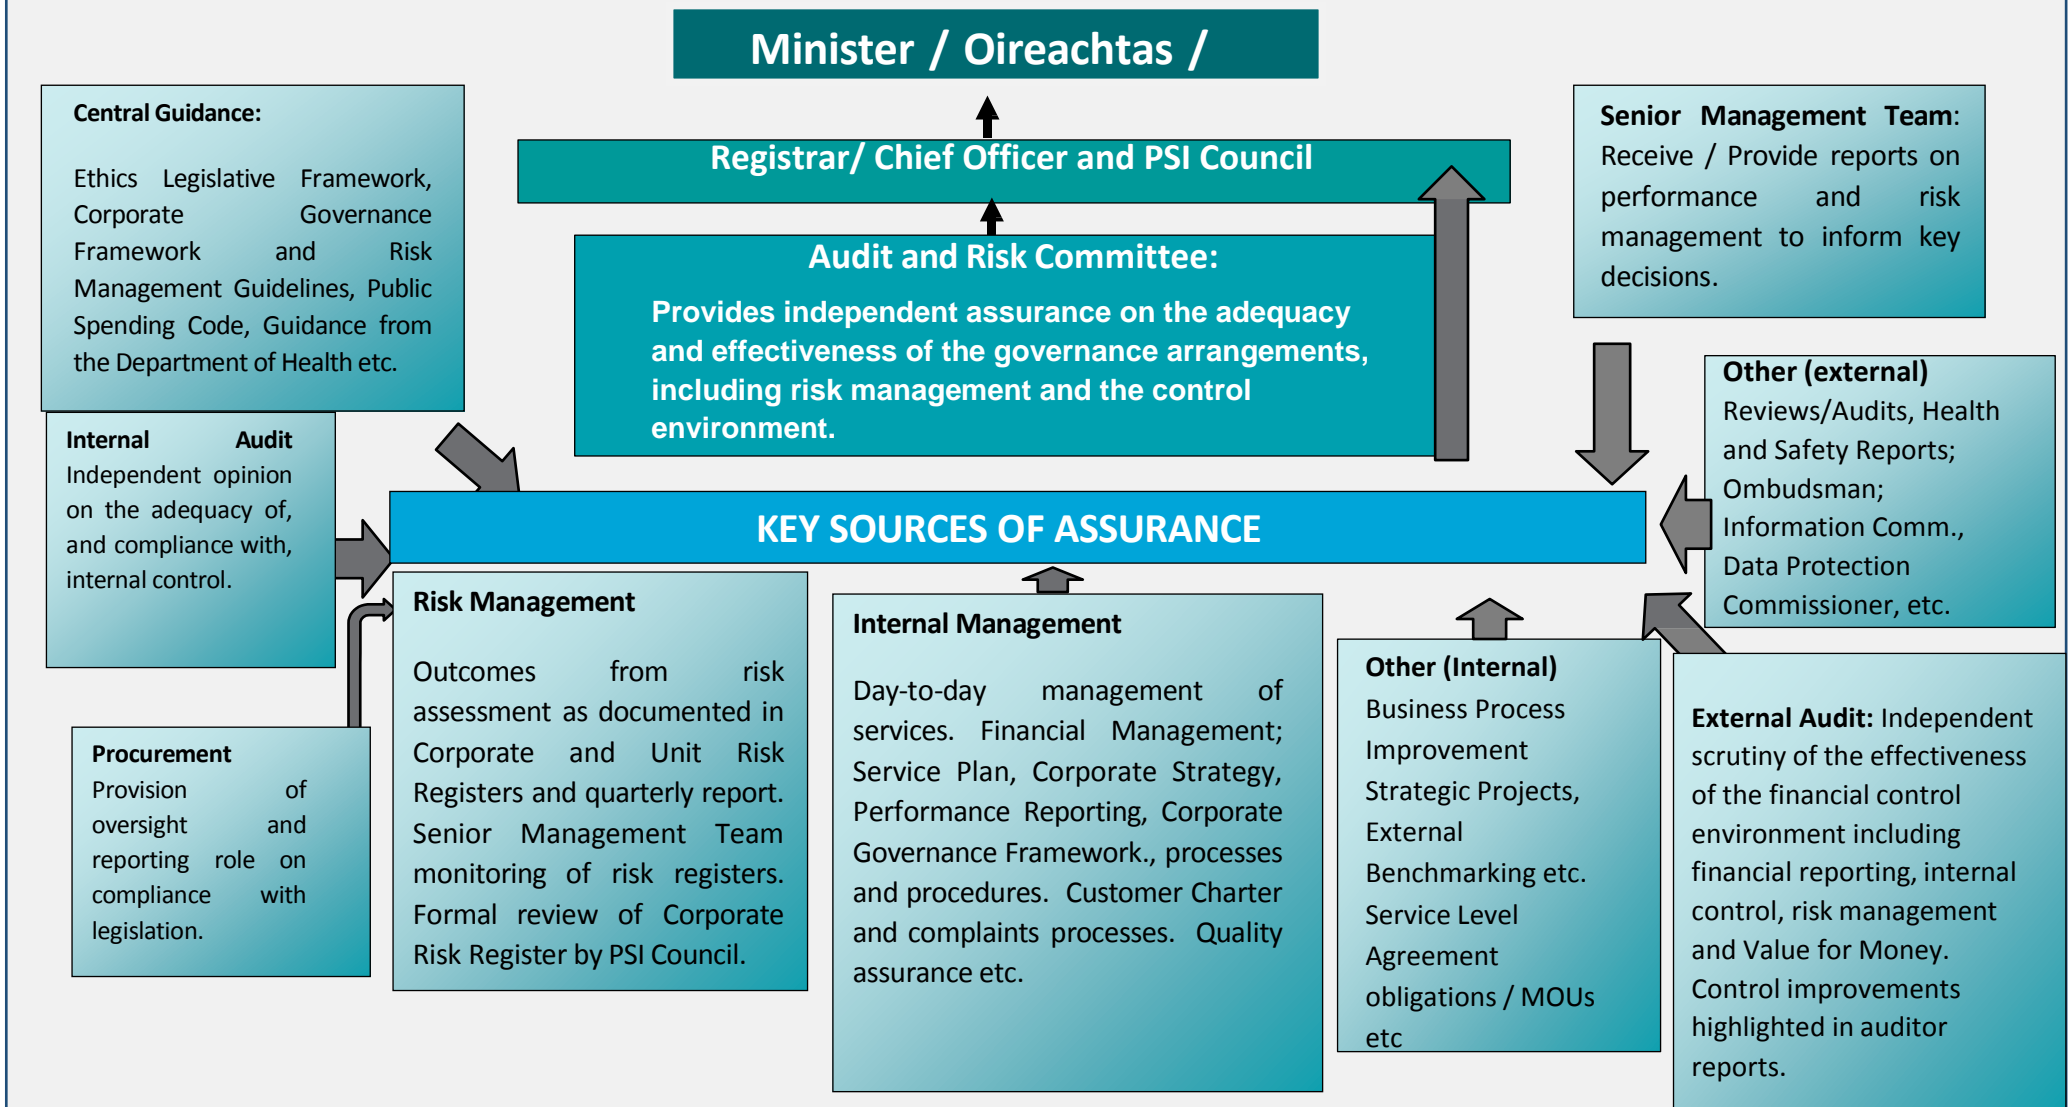 Minister / Oireachtas /
Registrar/ Chief Officer and PSI Council
Audit and Risk Committee:
Provides independent assurance on the adequacy
and effectiveness of the governance arrangements,
including risk management and the control
environment.
Central Guidance:
Ethics Legislative Framework,
Corporate Governance
Framework and Risk
Management Guidelines, Public
Spending Code, Guidance from
the Department of Health etc.
Senior Management Team:
Receive / Provide reports on
performance and risk
management to inform key
decisions.
Internal Audit
Independent opinion
on the adequacy of,
and compliance with,
internal control.
Other (external)
Reviews/Audits, Health
and Safety Reports;
Ombudsman;
Information Comm.,
Data Protection
Commissioner, etc.
KEY SOURCES OF ASSURANCE
Procurement
Provision of
oversight and
reporting role on
compliance with
legislation.
Risk Management
Outcomes from risk
assessment as documented in
Corporate and Unit Risk
Registers and quarterly report.
Senior Management Team
monitoring of risk registers.
Formal review of Corporate
Risk Register by PSI Council.
Internal Management
Day-to-day management of
services. Financial Management;
Service Plan, Corporate Strategy,
Performance Reporting, Corporate
Governance Framework., processes
and procedures. Customer Charter
and complaints processes. Quality
assurance etc.
Other (Internal)
Business Process
Improvement
Strategic Projects,
External
Benchmarking etc.
Service Level
Agreement
obligations / MOUs
etc
External Audit: Independent
scrutiny of the effectiveness
of the financial control
environment including
financial reporting, internal
control, risk management
and Value for Money.
Control improvements
highlighted in auditor
reports.